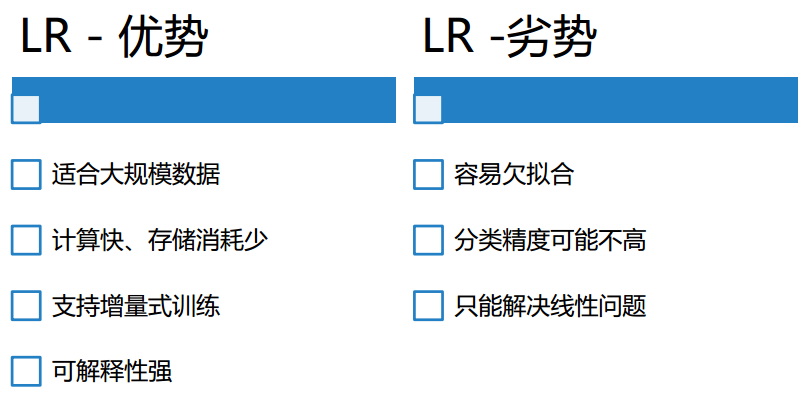 LR - 优势
适合大规模数据
计算快、存储消耗少
支持增量式训练
可解释性强
LR -劣势
容易欠拟合
分类精度可能不高
只能解决线性问题